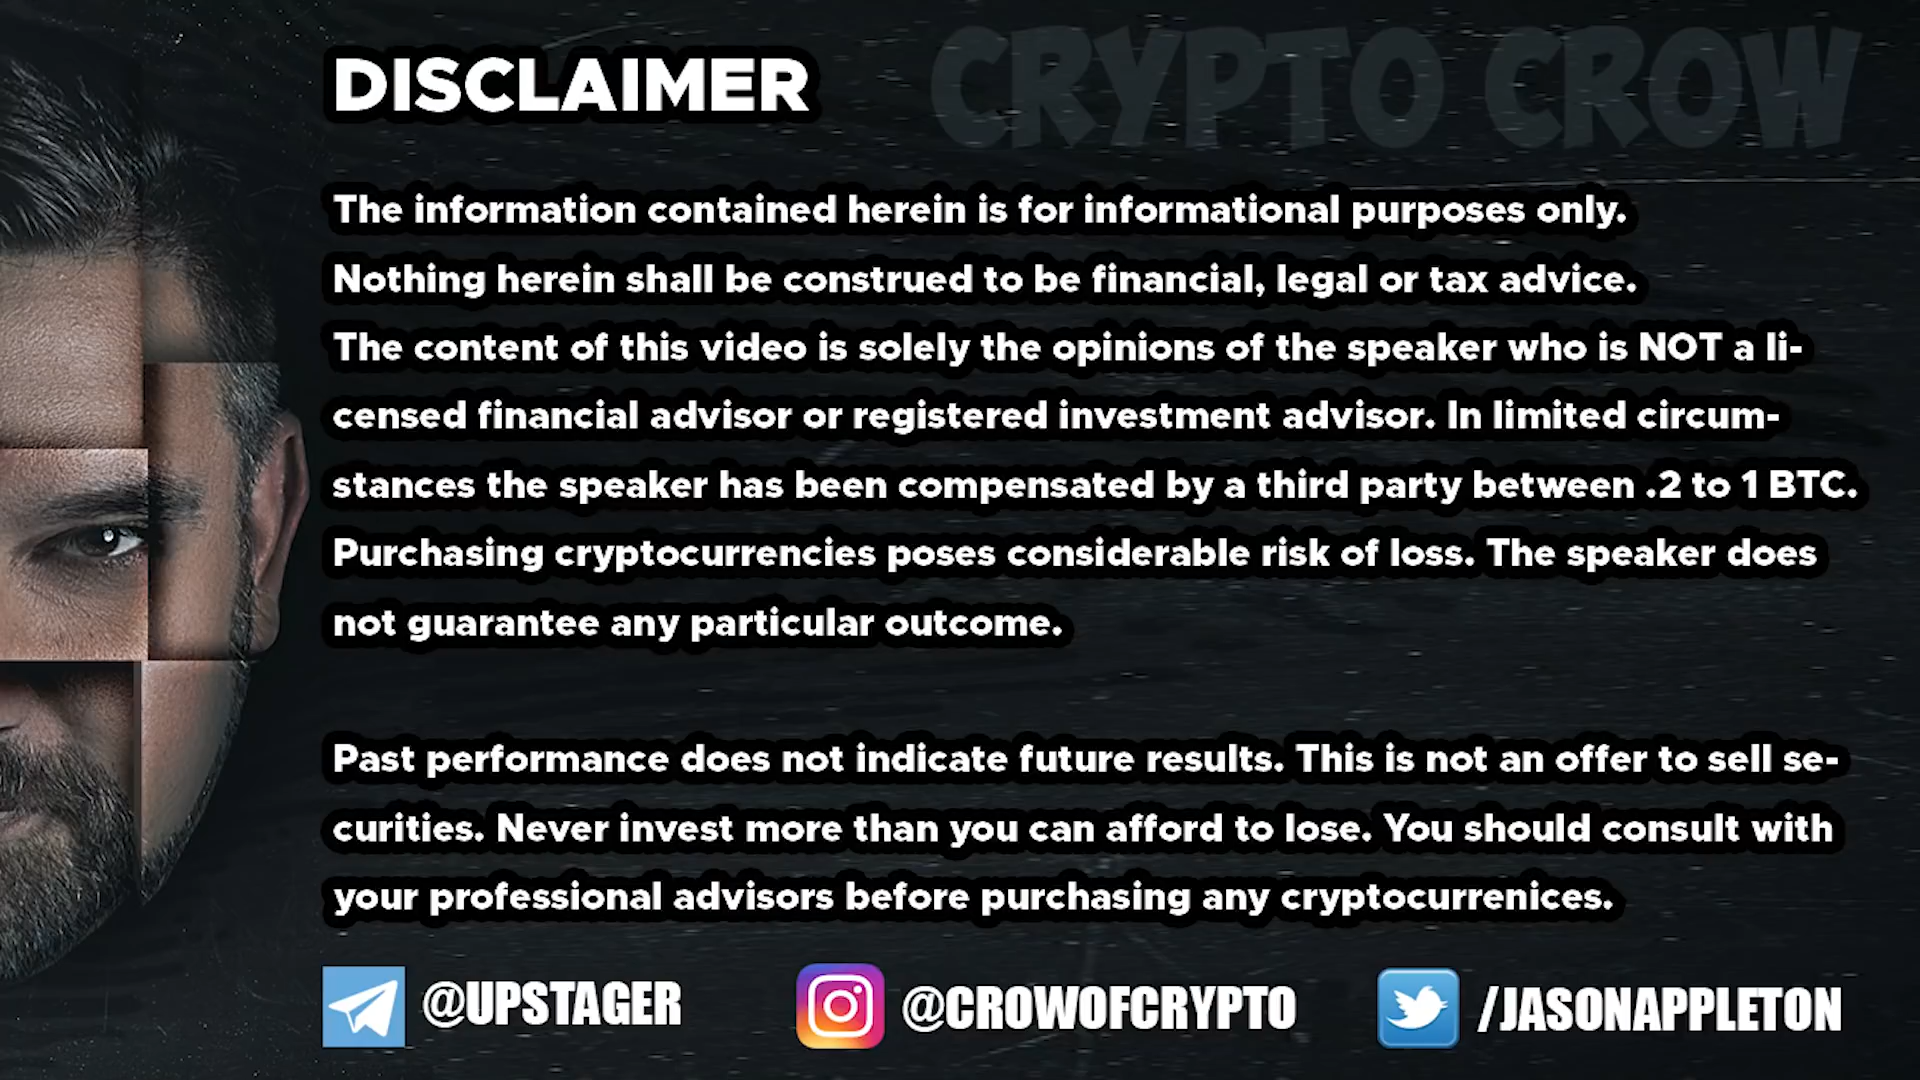 CRYPTO CROW
DISCLAIMER
The information contained herein is for informational purposes only.
Nothing herein shall be construed to be financial, legal or tax advice.
The content of this video is solely the opinions of the speaker who is NOT a li-
censed financial advisor or registered investment advisor. In limited circum-
stances the speaker has been compensated by a third party between .2 to 1 BTC.
Purchasing cryptocurrencies poses considerable risk of loss. The speaker does
not guarantee any particular outcome.
Past performance does not indicate future results. This is not an offer to sell se-
curities. Never invest more than you can afford to lose. You should consult with
your professional advisors before purchasing any cryptocurrenices.
@UPSTAGER
@CROWOFCRYPTO
/JASONAPPLETON